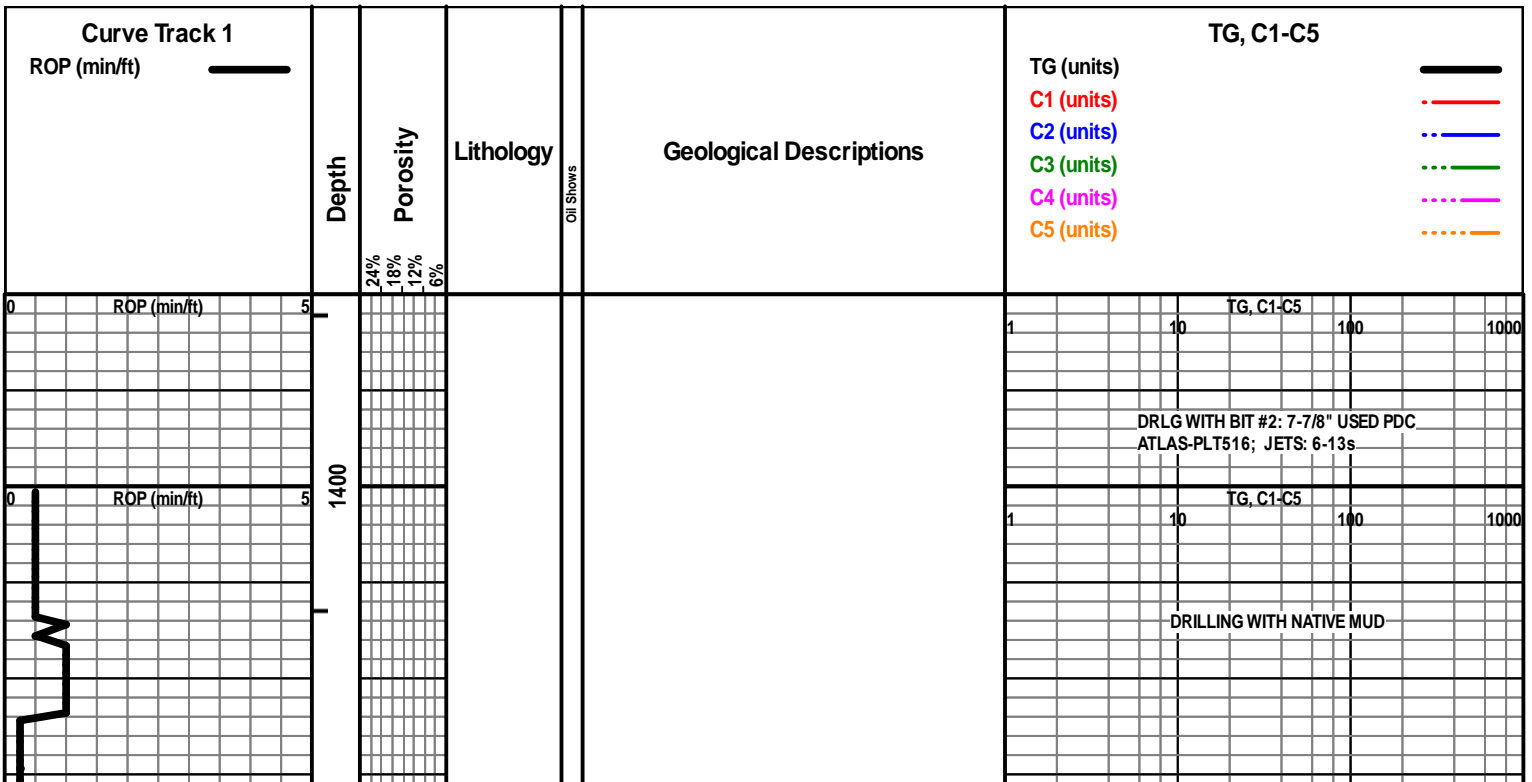 Curve Track 1
ROP (min/ft)
Depth
Porosity
24%
18%
12%
6%
Lithology
Oil Shows
Geological Descriptions
TG, C1-C5
TG (units)
C1 (units)
C2 (units)
C3 (units)
C4 (units)
C5 (units)
0 ROP (min/ft) 5
TG, C1-C5
1 10 100 1000
DRLG WITH BIT #2: 7-7/8" USED PDC
ATLAS-PLT516; JETS: 6-13s
1400
0 ROP (min/ft) 5
TG, C1-C5
1 10 100 1000
DRILLING WITH NATIVE MUD